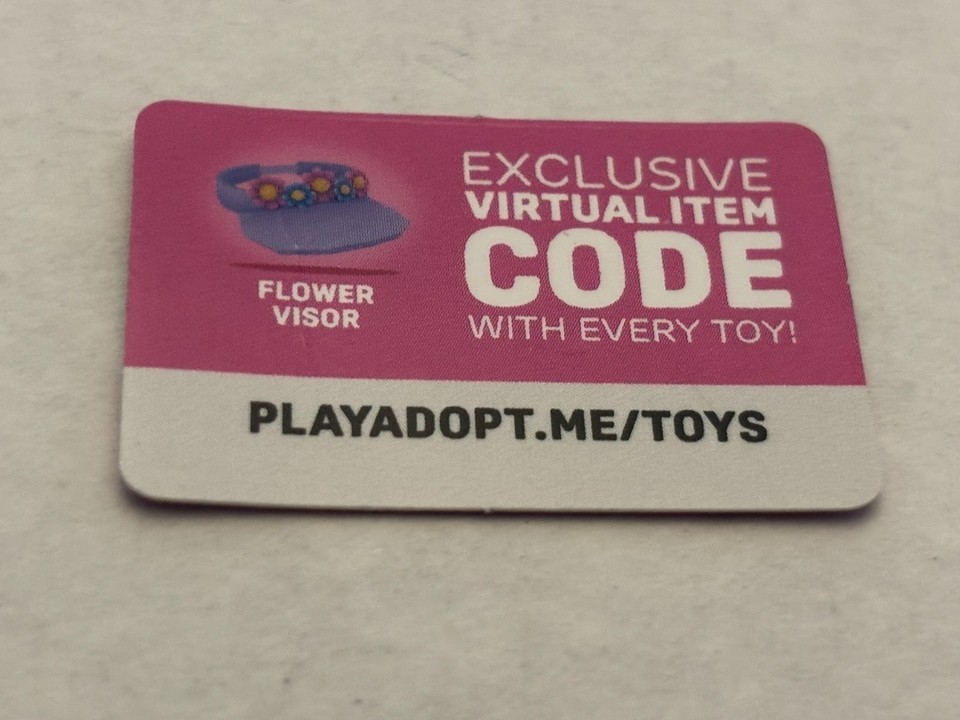 EXCLUSIVE
VIRTUAL ITEM
CODE
WITH EVERY TOY!
FLOWER
VISOR
PLAYADOPT.ME/TOYS